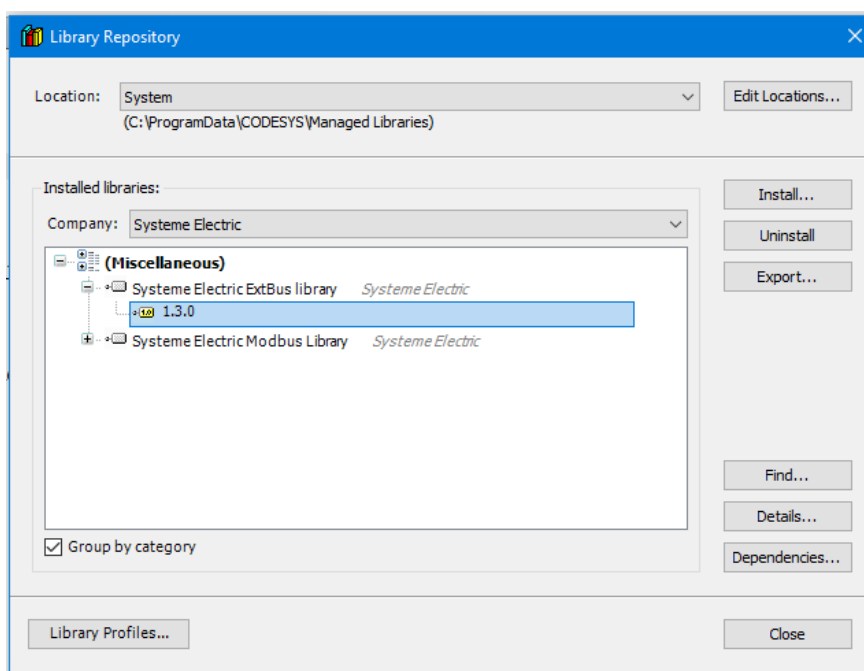 Library Repository
Location: System Edit Locations...
(C:\ProgramData\CODESYS\Managed Libraries)
Installed libraries:
Install...
Company: Systeme Electric
Uninstall
(Miscellaneous)
Export...
Systeme Electric ExtBus library Systeme Electric
1.0 1.3.0
Systeme Electric Modbus Library Systeme Electric
Find...
Details...
Group by category
Dependencies...
Library Profiles... Close